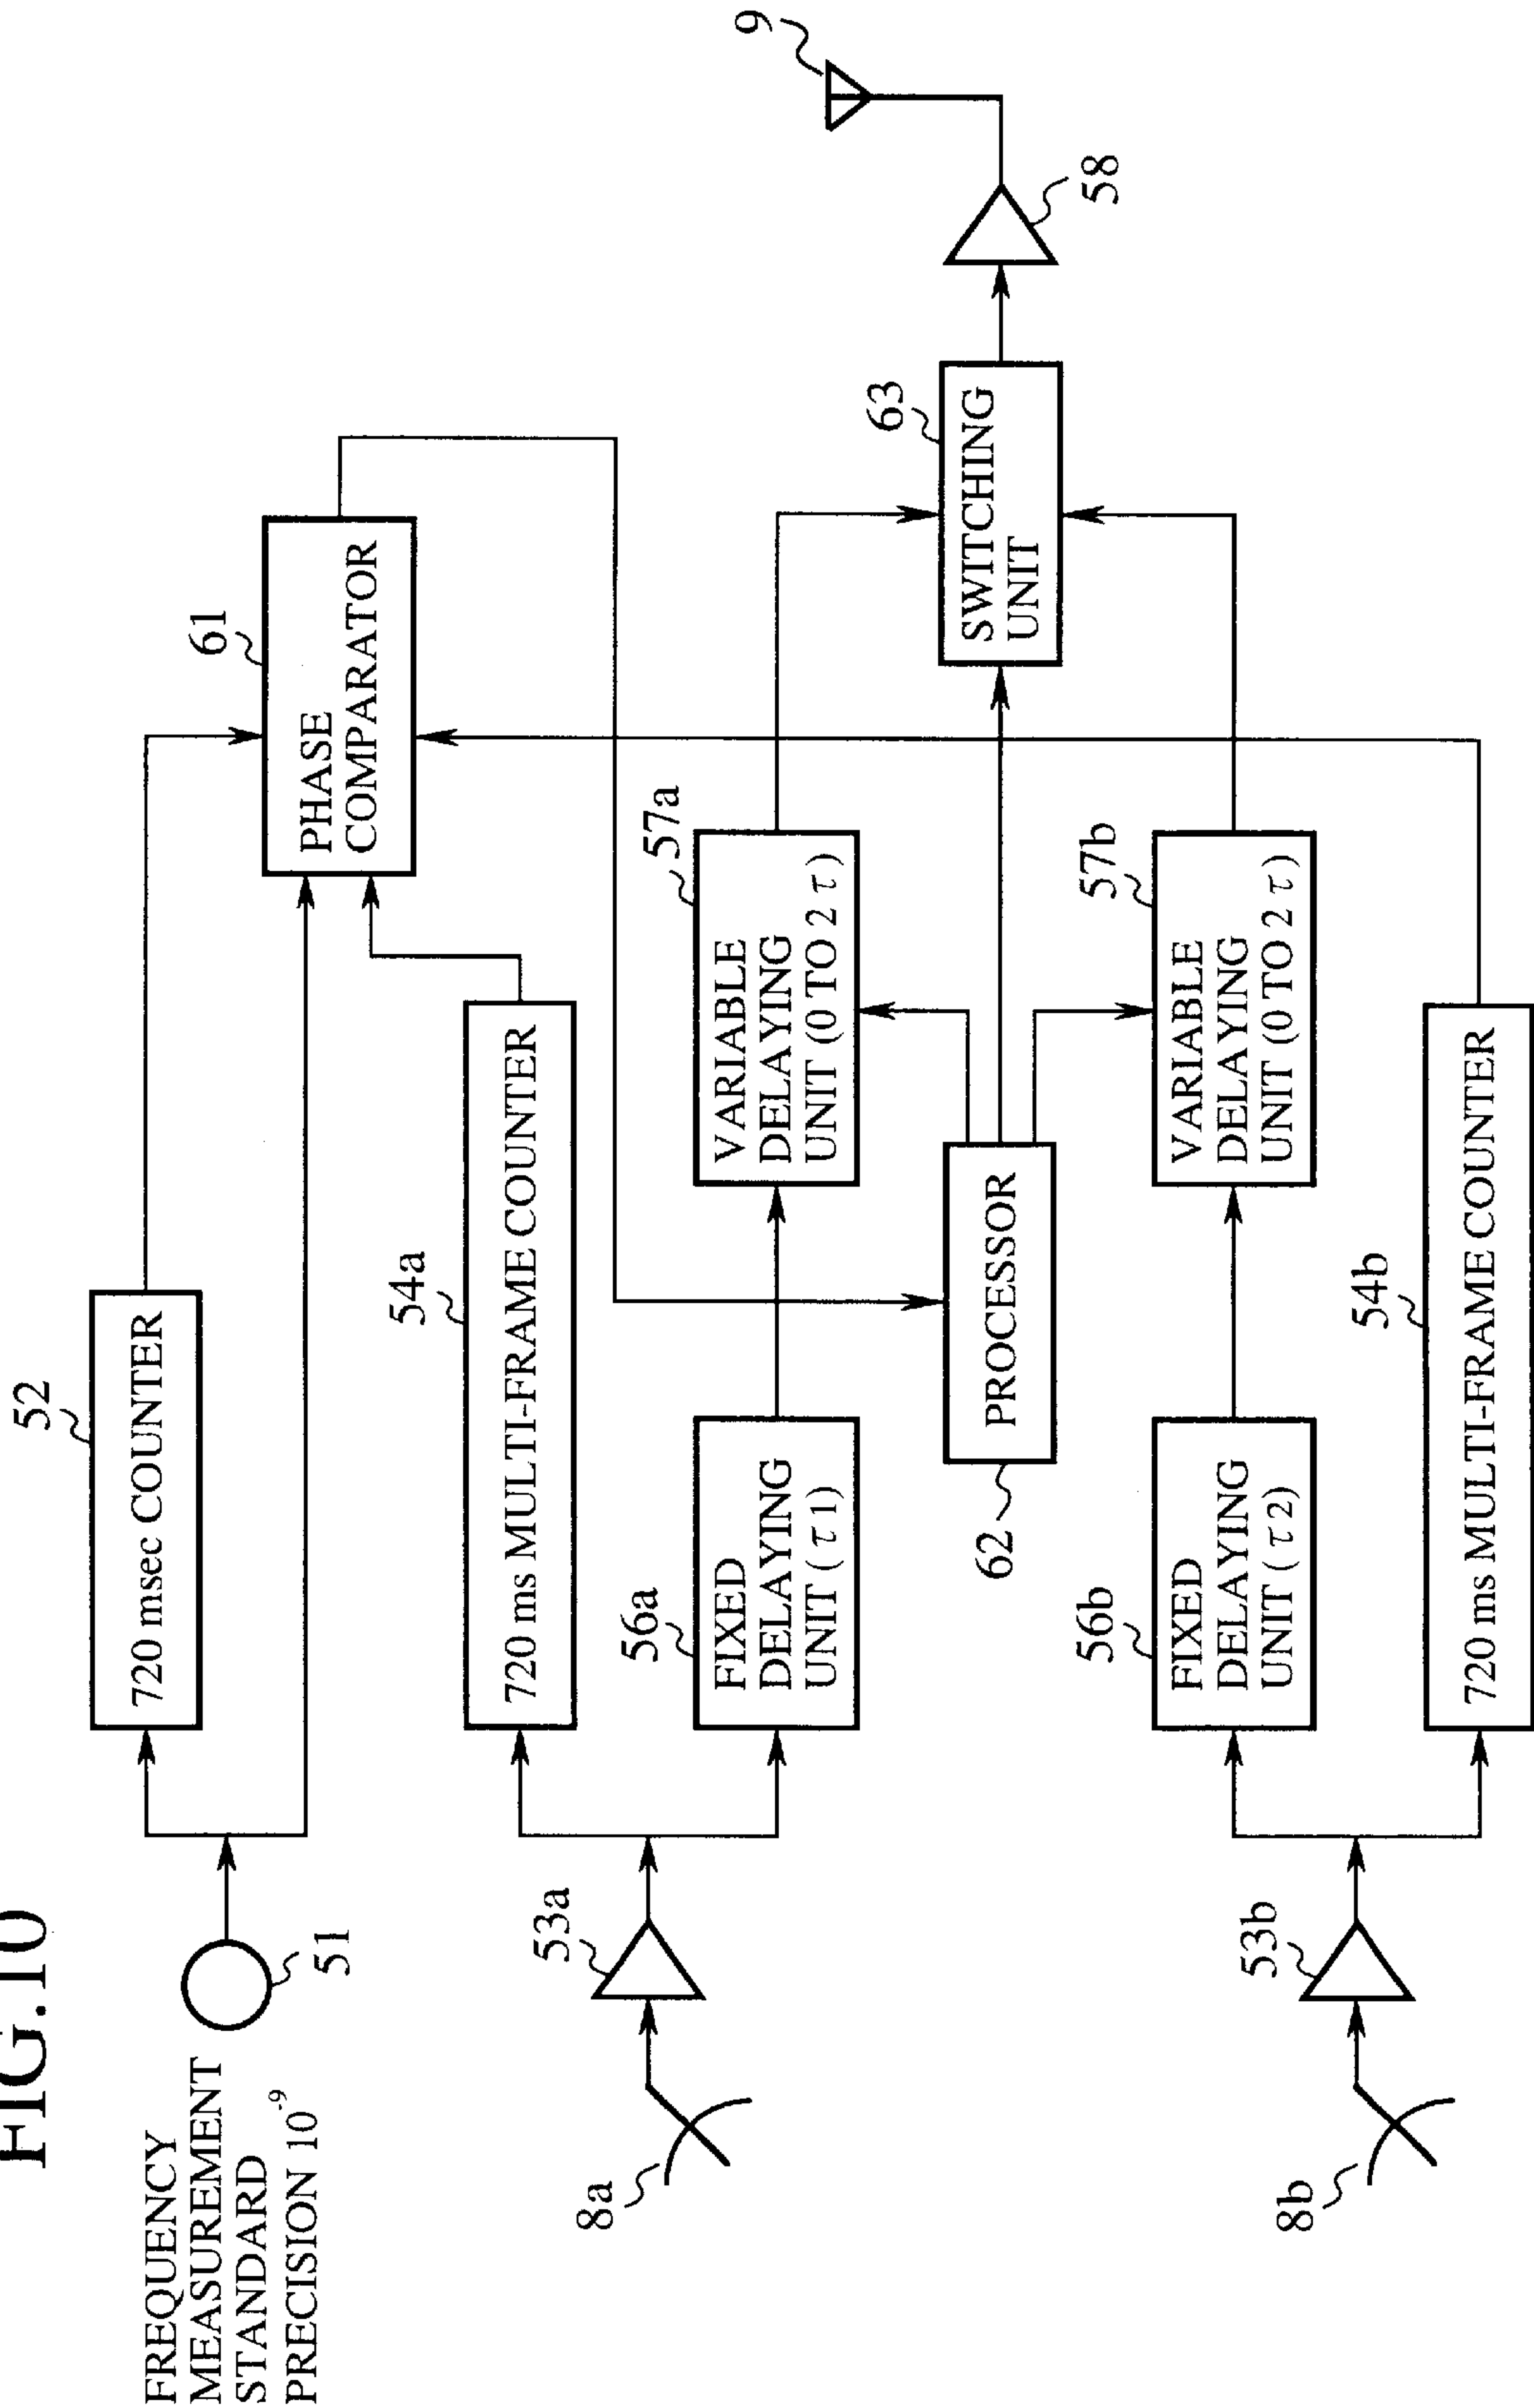 FIG.10
FREQUENCY
MEASUREMENT
STANDARD
PRECISION 10⁻⁹
51
52
720 msec COUNTER
61
PHASE
COMPARATOR
54a
720 ms MULTI-FRAME COUNTER
8a
53a
56a
FIXED
DELAYING
UNIT (τ1)
57a
VARIABLE
DELAYING
UNIT (0 TO 2τ)
62
PROCESSOR
63
SWITCHING
UNIT
58
9
8b
53b
56b
FIXED
DELAYING
UNIT (τ2)
57b
VARIABLE
DELAYING
UNIT (0 TO 2τ)
54b
720 ms MULTI-FRAME COUNTER